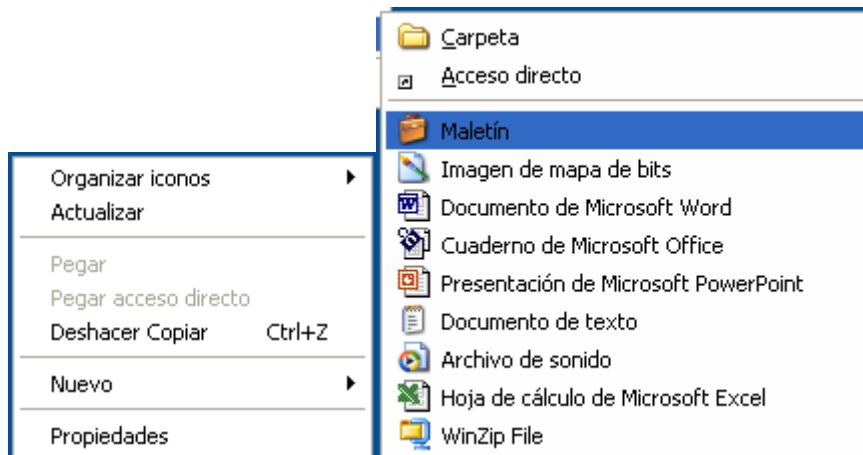 Organizar iconos
Actualizar
Pegar
Pegar acceso directo
Deshacer Copiar Ctrl+Z
Nuevo
Propiedades
Carpeta
Acceso directo
Maletín
Imagen de mapa de bits
Documento de Microsoft Word
Cuaderno de Microsoft Office
Presentación de Microsoft PowerPoint
Documento de texto
Archivo de sonido
Hoja de cálculo de Microsoft Excel
WinZip File